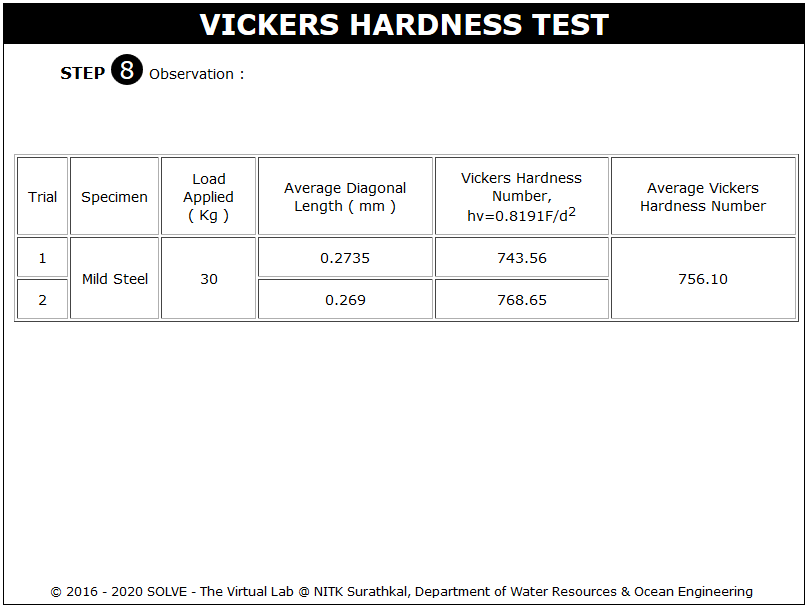 VICKERS HARDNESS TEST
STEP 8 Observation :
Trial
Specimen
Load
Applied
( Kg )
Average Diagonal
Length ( mm )
Vickers Hardness
Number,
hv=0.8191F/d²
Average Vickers
Hardness Number
1
Mild Steel
30
0.2735
743.56
756.10
2
0.269
768.65
© 2016 - 2020 SOLVE - The Virtual Lab @ NITK Surathkal, Department of Water Resources & Ocean Engineering